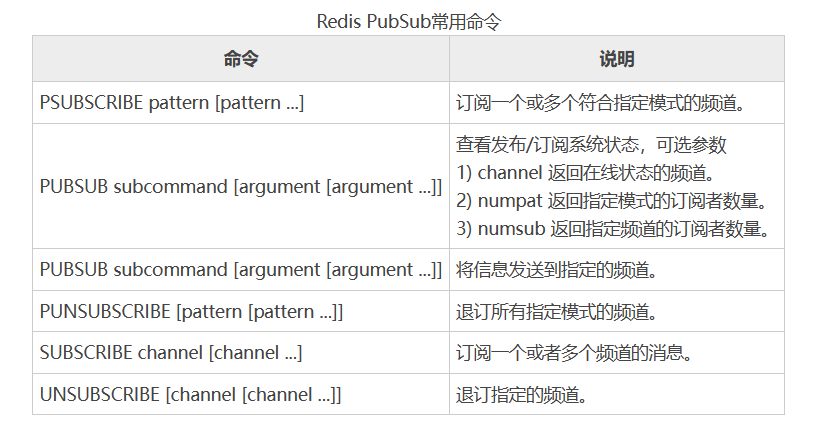 Redis PubSub常用命令
命令 说明
PSUBSCRIBE pattern [pattern ...] 订阅一个或多个符合指定模式的频道。
PUBSUB subcommand [argument [argument ...]] 查看发布/订阅系统状态，可选参数
1) channel 返回在线状态的频道。
2) numpat 返回指定模式的订阅者数量。
3) numsub 返回指定频道的订阅者数量。
PUBSUB subcommand [argument [argument ...]] 将信息发送到指定的频道。
PUNSUBSCRIBE [pattern [pattern ...]] 退订所有指定模式的频道。
SUBSCRIBE channel [channel ...] 订阅一个或者多个频道的消息。
UNSUBSCRIBE [channel [channel ...]] 退订指定的频道。